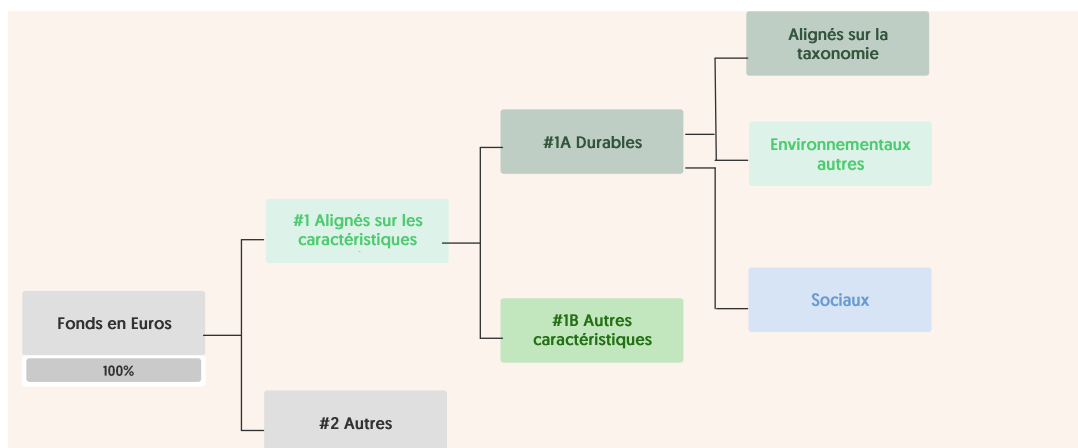 Alignés sur la
taxonomie
#1A Durables
Environnementaux
autres
#1 Alignés sur les
caractéristiques
Sociaux
Fonds en Euros
#1B Autres
caractéristiques
100%
#2 Autres